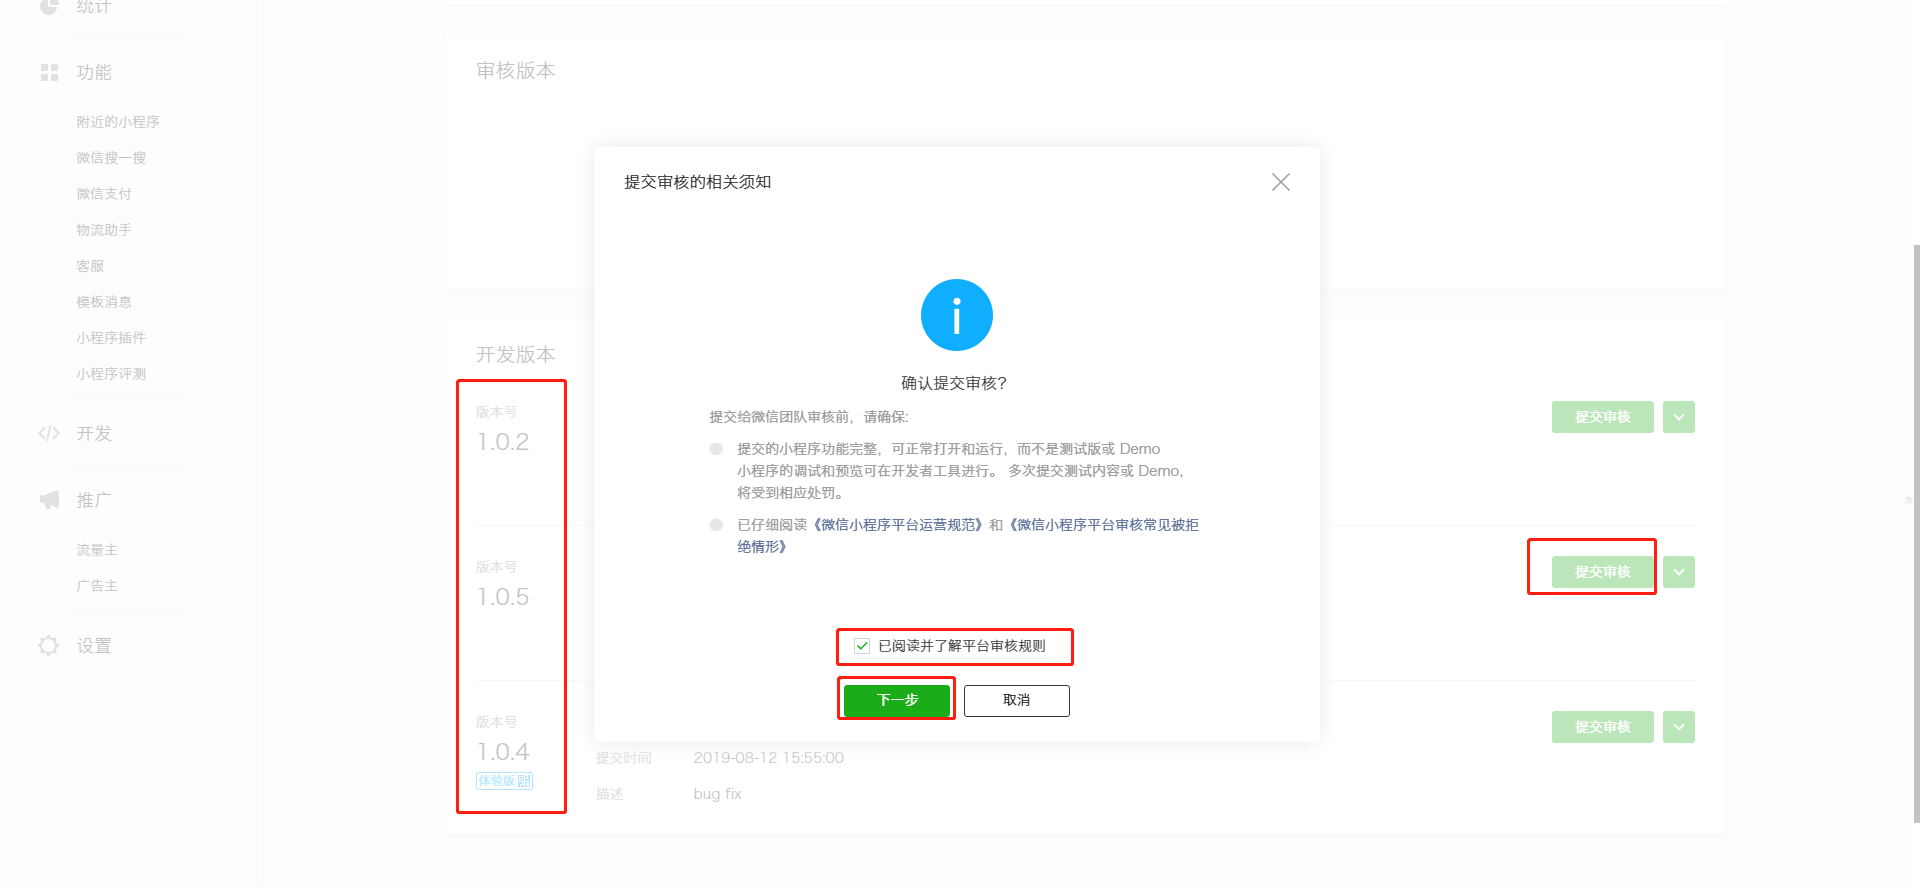 统计
功能
附近的小程序
微信搜一搜
微信支付
物流助手
客服
模板消息
小程序插件
小程序评测
开发
推广
流量主
广告主
设置
审核版本
开发版本
版本号
1.0.2
提交审核
版本号
1.0.5
提交审核
版本号
1.0.4
体验版
提交审核
提交时间 2019-08-12 15:55:00
描述 bug fix
提交审核的相关须知
确认提交审核?
提交给微信团队审核前，请确保:
提交的小程序功能完整，可正常打开和运行，而不是测试版或 Demo
小程序的调试和预览可在开发者工具进行。 多次提交测试内容或 Demo，
将受到相应处罚。
已仔细阅读《微信小程序平台运营规范》和《微信小程序平台审核常见被拒
绝情形》
已阅读并了解平台审核规则
下一步
取消